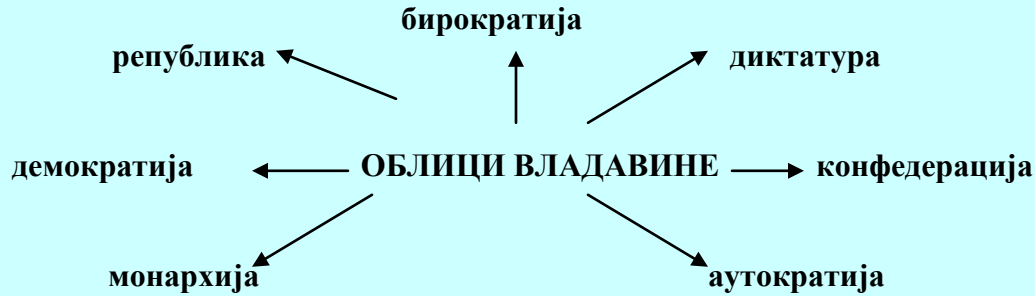 бирократија
република
диктатура
демократија
ОБЛИЦИ ВЛАДАВИНЕ
конфедерација
монархија
аутократија